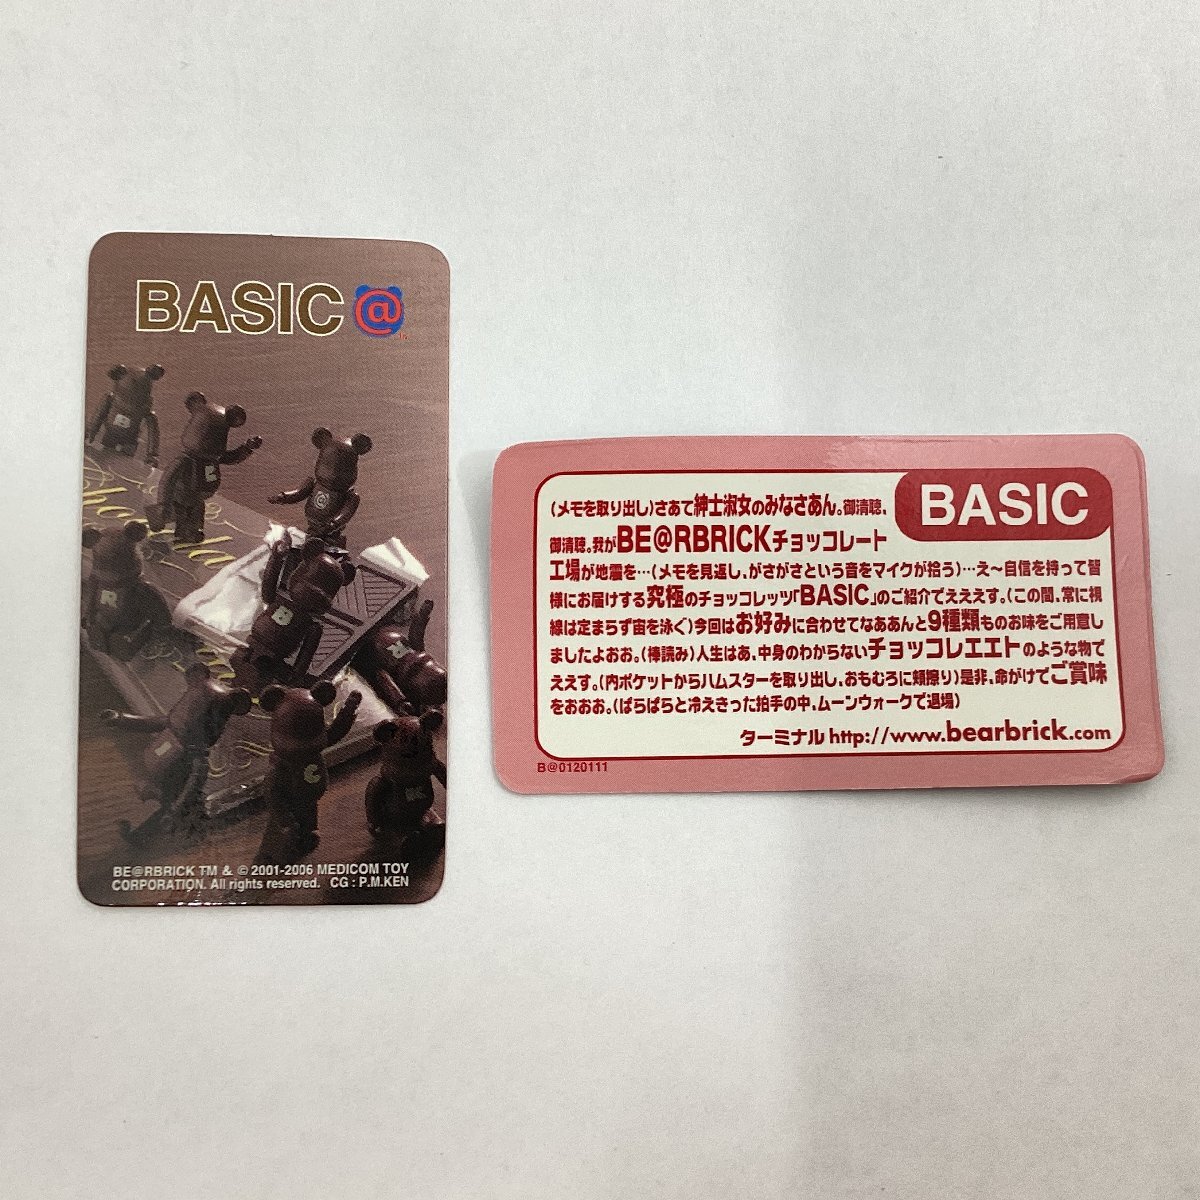 BASIC @
B
E
@
R
B
R
I
C
K
BE@RBRICK TM & © 2001-2006 MEDICOM TOY
CORPORATION. All rights reserved. CG : P.M.KEN
BASIC
(メモを取り出し)さあて紳士淑女のみなさあん。御清聴、
御清聴。我がBE@RBRICKチョッコレート
工場が地震を…(メモを見返し、がさがさという音をマイクが拾う)…え〜自信を持って皆
様にお届けする究極のチョッコレッツ「BASIC」のご紹介でえええす。(この間、常に視
線は定まらず宙を泳ぐ)今回はお好みに合わせてなああんと9種類ものお味をご用意し
ましたよおお。(棒読み)人生はあ、中身のわからないチョッコレエエトのような物で
ええす。(内ポケットからハムスターを取り出し、おもむろに頬擦り)是非、命がけでご賞味
をおおお。(ぱらぱらと冷えきった拍手の中、ムーンウォークで退場)
ターミナル http://www.bearbrick.com
B@0120111